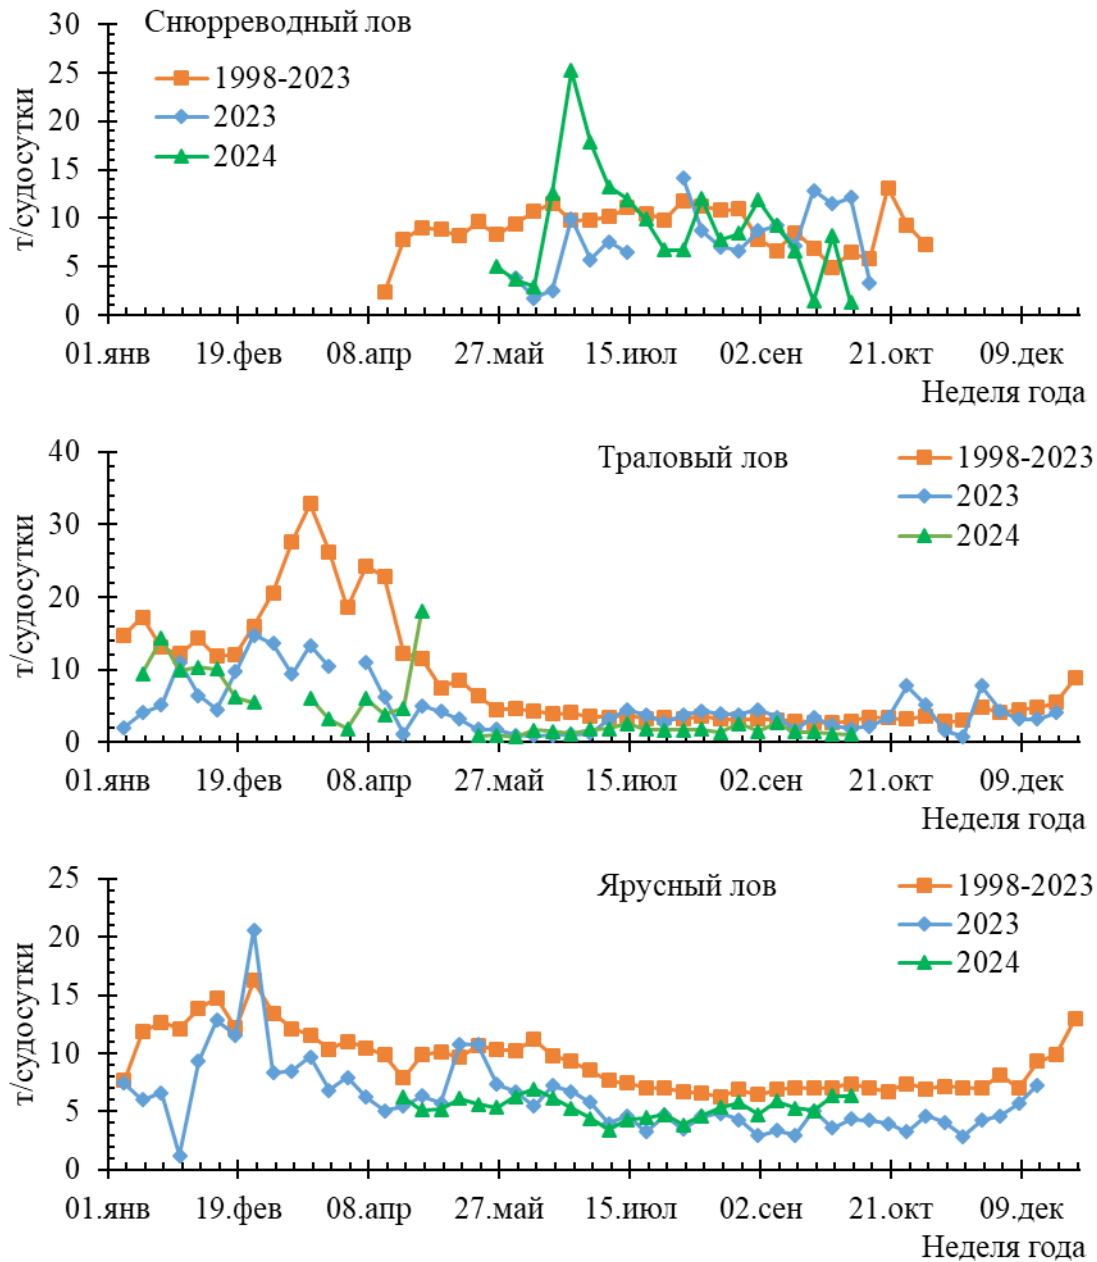 Снюрреводный лов
1998-2023
2023
2024
т/судосутки
30
25
20
15
10
5
0
01.янв 19.фев 08.апр 27.май 15.июл 02.сен 21.окт 09.дек
Неделя года
Траловый лов
1998-2023
2023
2024
т/судосутки
40
30
20
10
0
01.янв 19.фев 08.апр 27.май 15.июл 02.сен 21.окт 09.дек
Неделя года
Ярусный лов
1998-2023
2023
2024
т/судосутки
25
20
15
10
5
0
01.янв 19.фев 08.апр 27.май 15.июл 02.сен 21.окт 09.дек
Неделя года